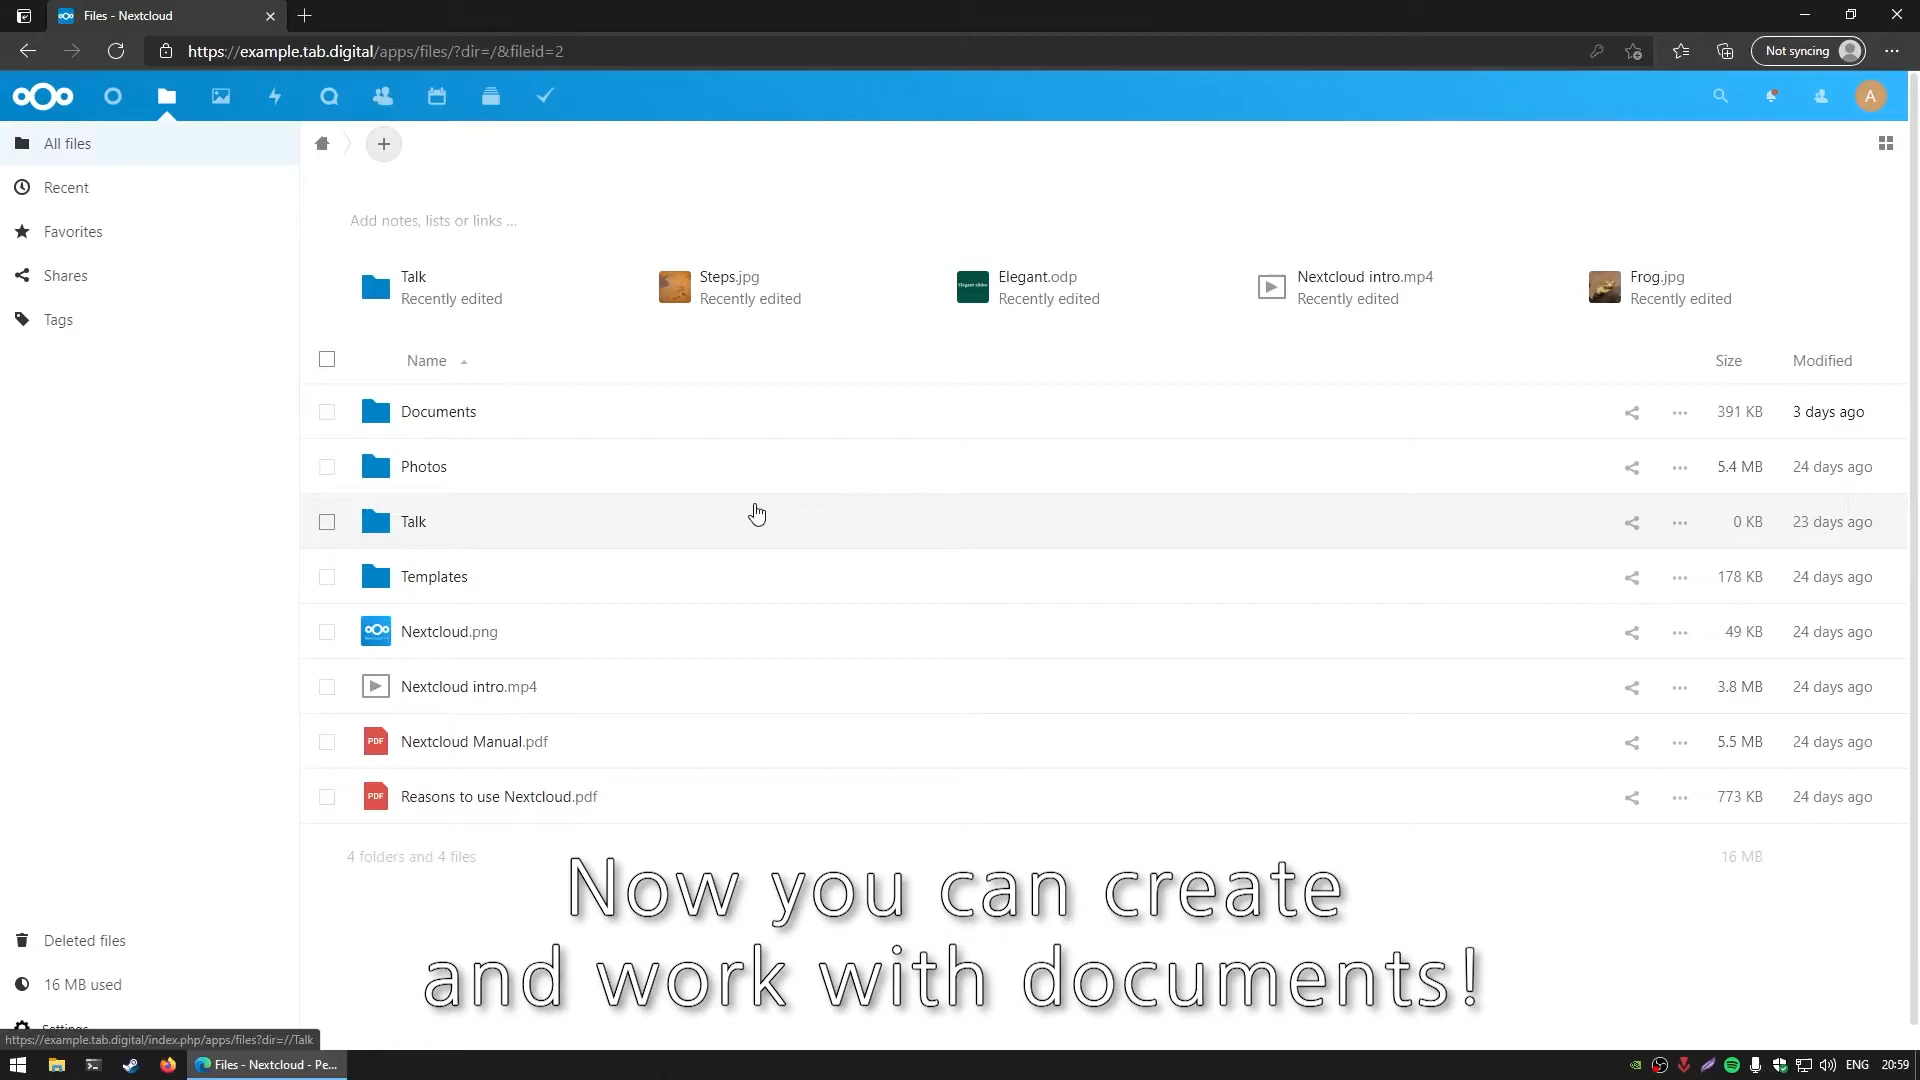 Files - Nextcloud
https://example.tab.digital/apps/files/?dir=/&fileid=2
Not syncing
A
All files
Recent
Favorites
Shares
Tags
Add notes, lists or links ...
Talk
Recently edited
Steps.jpg
Recently edited
Elegant.odp
Recently edited
Nextcloud intro.mp4
Recently edited
Frog.jpg
Recently edited
Name Size Modified
Documents 391 KB 3 days ago
Photos 5.4 MB 24 days ago
Talk 0 KB 23 days ago
Templates 178 KB 24 days ago
Nextcloud.png 49 KB 24 days ago
Nextcloud intro.mp4 3.8 MB 24 days ago
PDF Nextcloud Manual.pdf 5.5 MB 24 days ago
PDF Reasons to use Nextcloud.pdf 773 KB 24 days ago
4 folders and 4 files 16 MB
Now you can create
and work with documents!
Deleted files
16 MB used
Settings
https://example.tab.digital/index.php/apps/files?dir=//Talk
Files - Nextcloud - Pe...
ENG 20:59